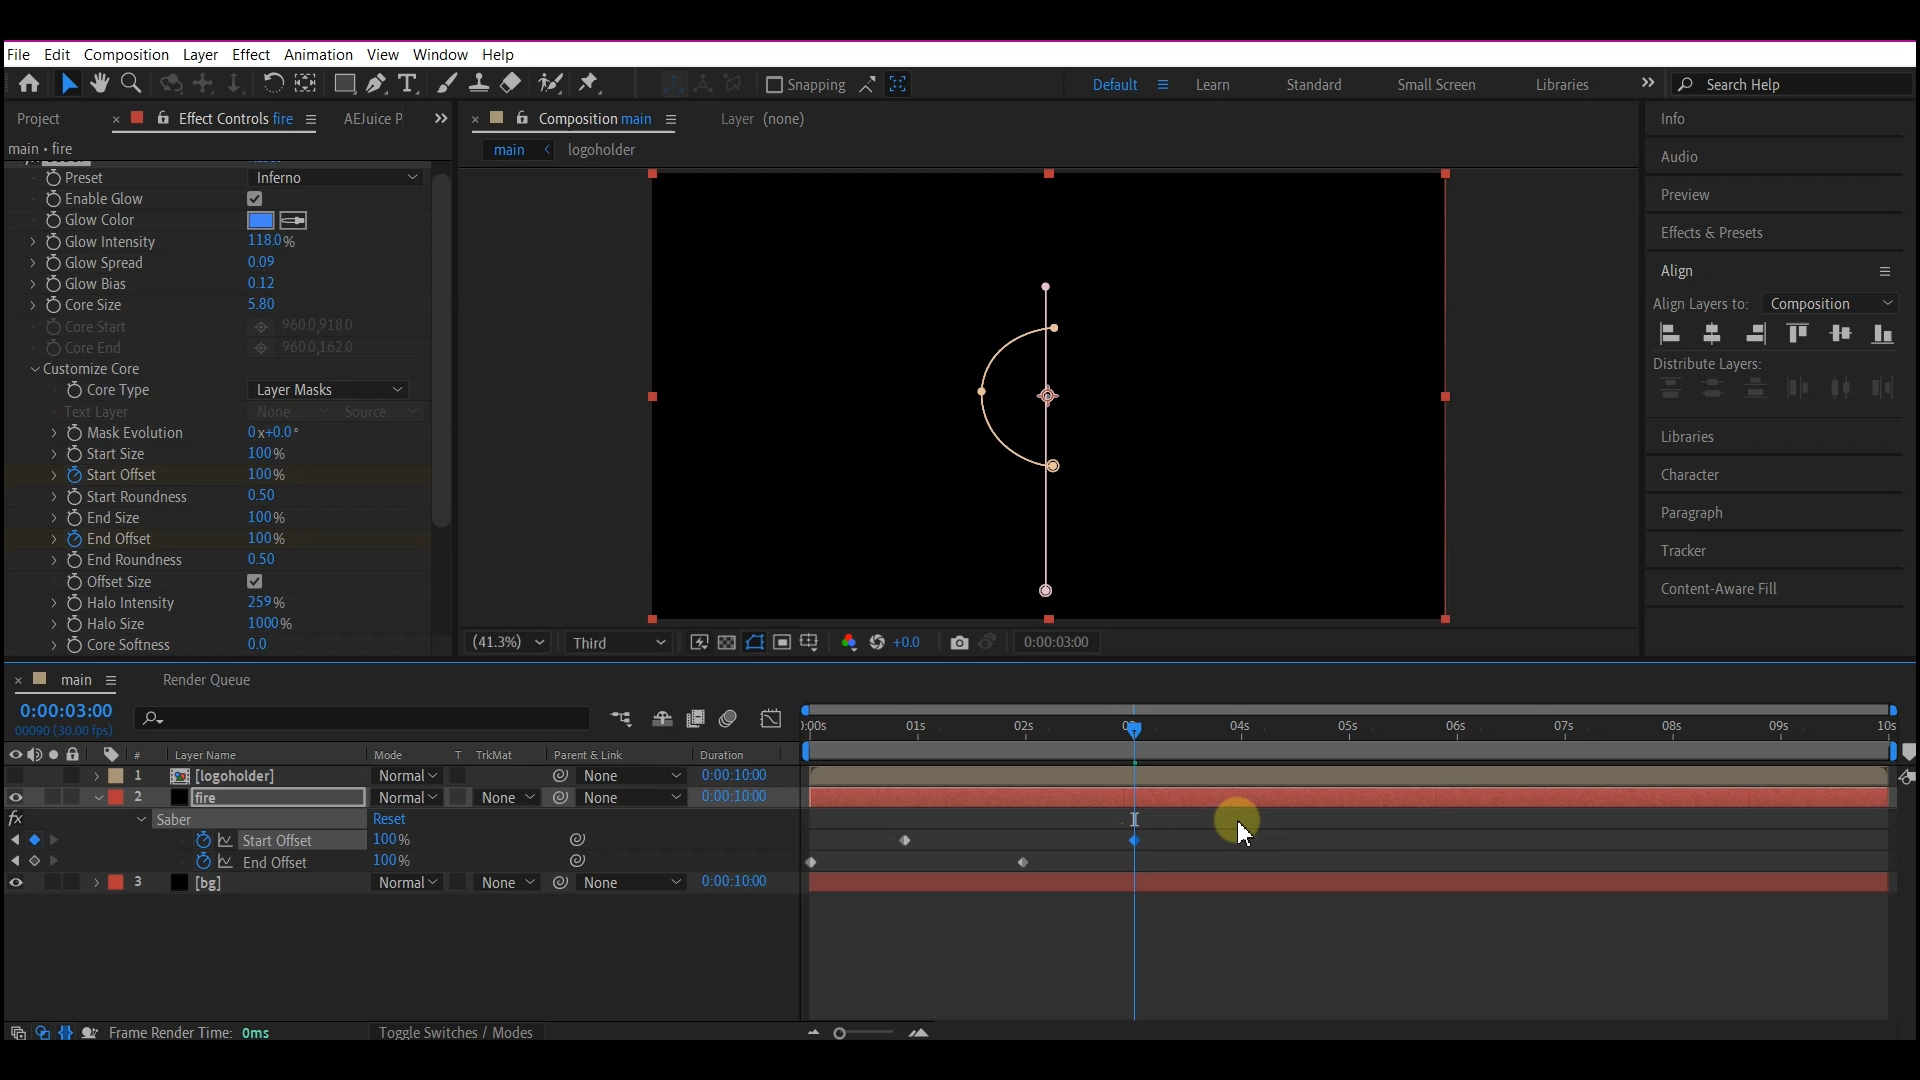 File Edit Composition Layer Effect Animation View Window Help
Snapping Default Learn Standard Small Screen Libraries Search Help
Project Effect Controls fire AEJuice P Composition main Layer (none)
main • fire main logoholder
Preset Inferno
Enable Glow
Glow Color
Glow Intensity 118.0%
Glow Spread 0.09
Glow Bias 0.12
Core Size 5.80
Core Start 960.0,918.0
Core End 960.0,162.0
Customize Core
Core Type Layer Masks
Text Layer None Source
Mask Evolution 0x+0.0°
Start Size 100%
Start Offset 100%
Start Roundness 0.50
End Size 100%
End Offset 100%
End Roundness 0.50
Offset Size
Halo Intensity 259%
Halo Size 1000%
Core Softness 0.0
(41.3%) Third +0.0 0:00:03:00
Info
Audio
Preview
Effects & Presets
Align
Align Layers to: Composition
Distribute Layers:
Libraries
Character
Paragraph
Tracker
Content-Aware Fill
main Render Queue
0:00:03:00
00090 (30.00 fps)
:00s 01s 02s 04s 05s 06s 07s 08s 09s 10s
# Layer Name Mode T TrkMat Parent & Link Duration
1 [logoholder] Normal None 0:00:10:00
2 fire Normal None None 0:00:10:00
fx Saber Reset
Start Offset 100%
End Offset 100%
3 [bg] Normal None None 0:00:10:00
Frame Render Time: 0ms Toggle Switches / Modes